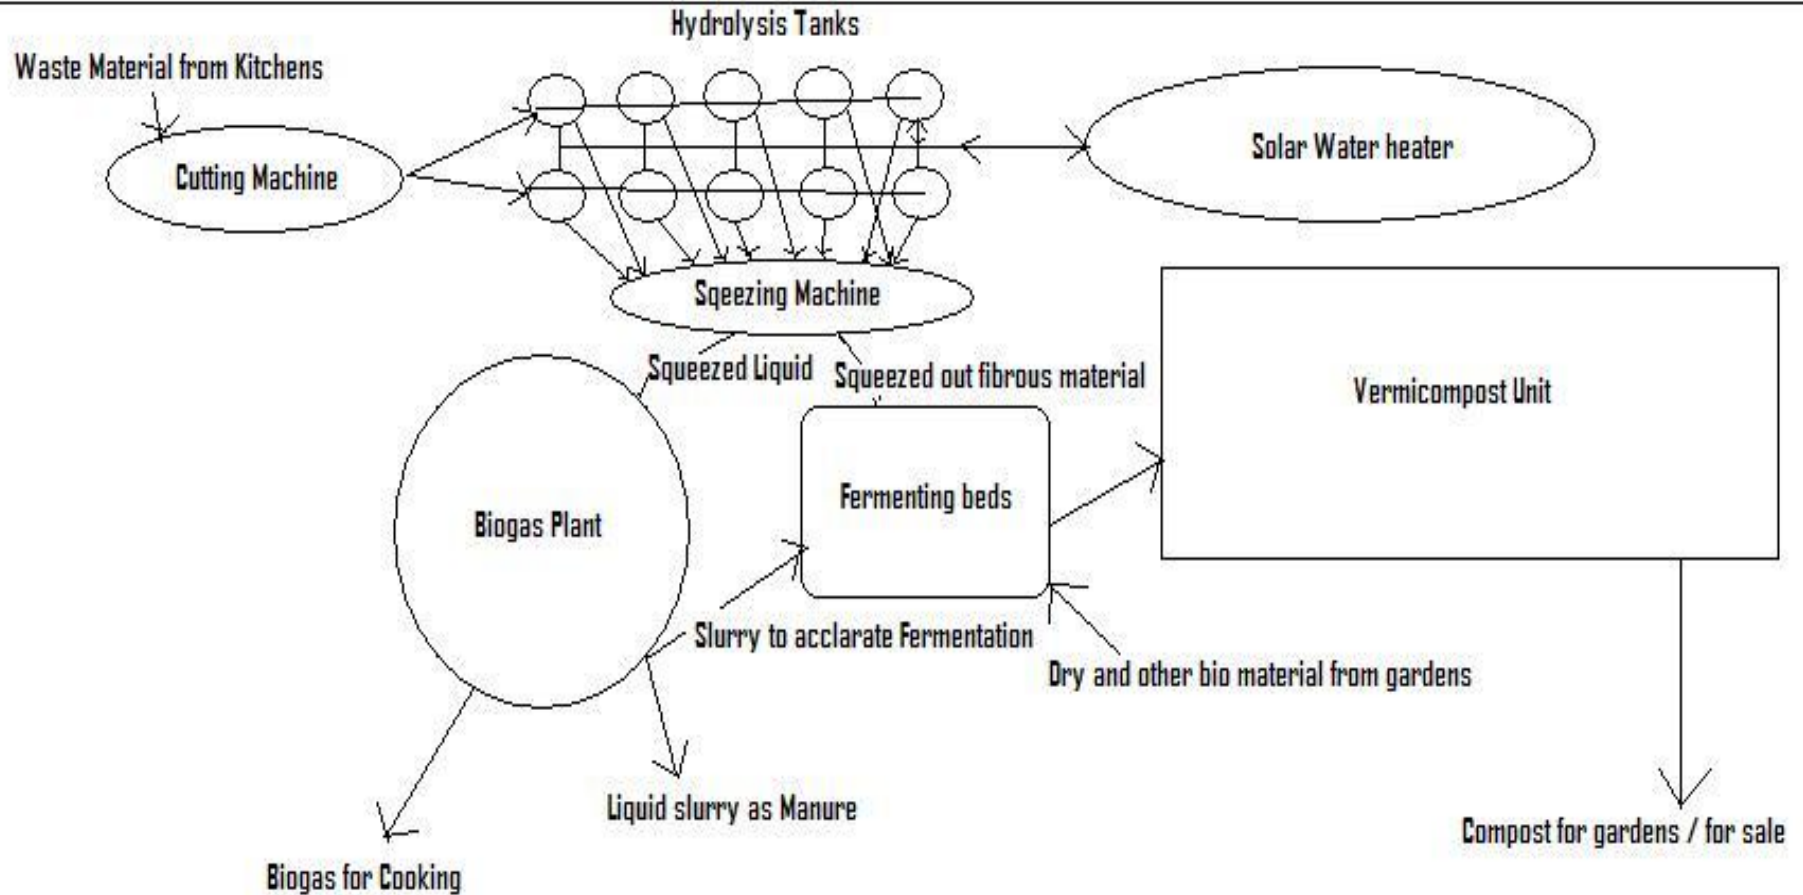 Hydrolysis Tanks
Waste Material from Kitchens
Cutting Machine
Solar Water heater
Sqeezing Machine
Squeezed Liquid
Squeezed out fibrous material
Vermicompost Unit
Fermenting beds
Biogas Plant
Slurry to acclarate Fermentation
Dry and other bio material from gardens
Liquid slurry as Manure
Compost for gardens / for sale
Biogas for Cooking